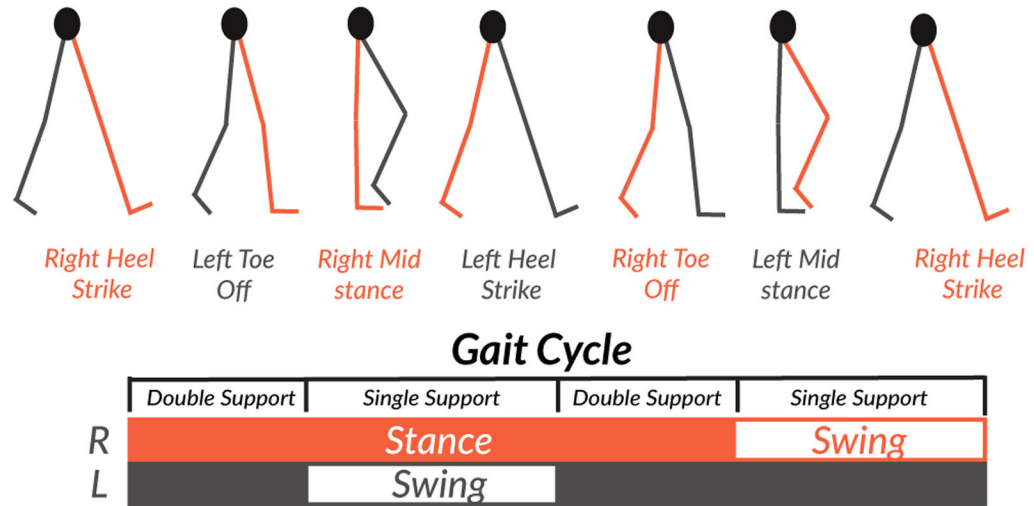 Right Heel Strike
Left Toe Off
Right Mid stance
Left Heel Strike
Right Toe Off
Left Mid stance
Right Heel Strike
Gait Cycle
Double Support Single Support Double Support Single Support
R Stance Swing
L Swing